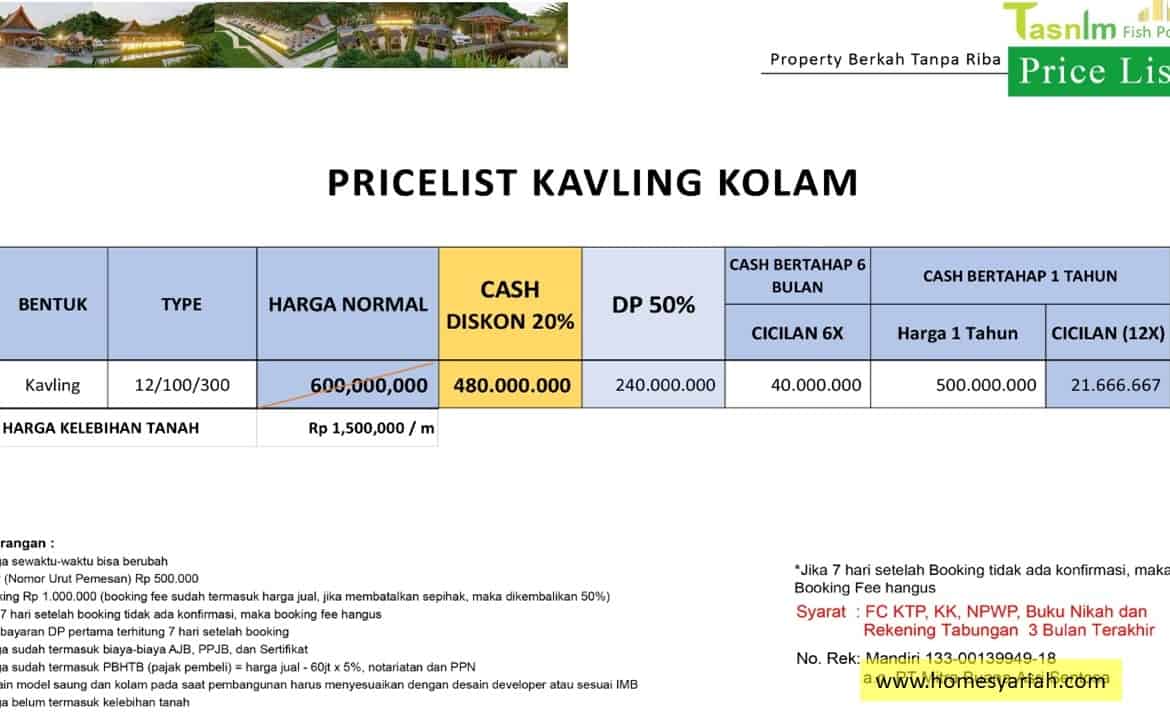 Tasnim Fish Po
Property Berkah Tanpa Riba
Price Lis
PRICELIST KAVLING KOLAM
BENTUK TYPE HARGA NORMAL CASH DISKON 20% DP 50% CASH BERTAHAP 6 BULAN CASH BERTAHAP 1 TAHUN
CICILAN 6X Harga 1 Tahun CICILAN (12X)
Kavling 12/100/300 600,000,000 480.000.000 240.000.000 40.000.000 500.000.000 21.666.667
HARGA KELEBIHAN TANAH Rp 1,500,000 / m
rangan :
ga sewaktu-waktu bisa berubah
(Nomor Urut Pemesan) Rp 500.000
king Rp 1.000.000 (booking fee sudah termasuk harga jual, jika membatalkan sepihak, maka dikembalikan 50%)
7 hari setelah booking tidak ada konfirmasi, maka booking fee hangus
bayaran DP pertama terhitung 7 hari setelah booking
ga sudah termasuk biaya-biaya AJB, PPJB, dan Sertifikat
ga sudah termasuk PBHTB (pajak pembeli) = harga jual - 60jt x 5%, notariatan dan PPN
ain model saung dan kolam pada saat pembangunan harus menyesuaikan dengan desain developer atau sesuai IMB
ga belum termasuk kelebihan tanah
*Jika 7 hari setelah Booking tidak ada konfirmasi, maka
Booking Fee hangus
Syarat : FC KTP, KK, NPWP, Buku Nikah dan
Rekening Tabungan 3 Bulan Terakhir
No. Rek: Mandiri 133-00139949-18
a.n. PT Mitra Buana Asri Sentosa
www.homesyariah.com